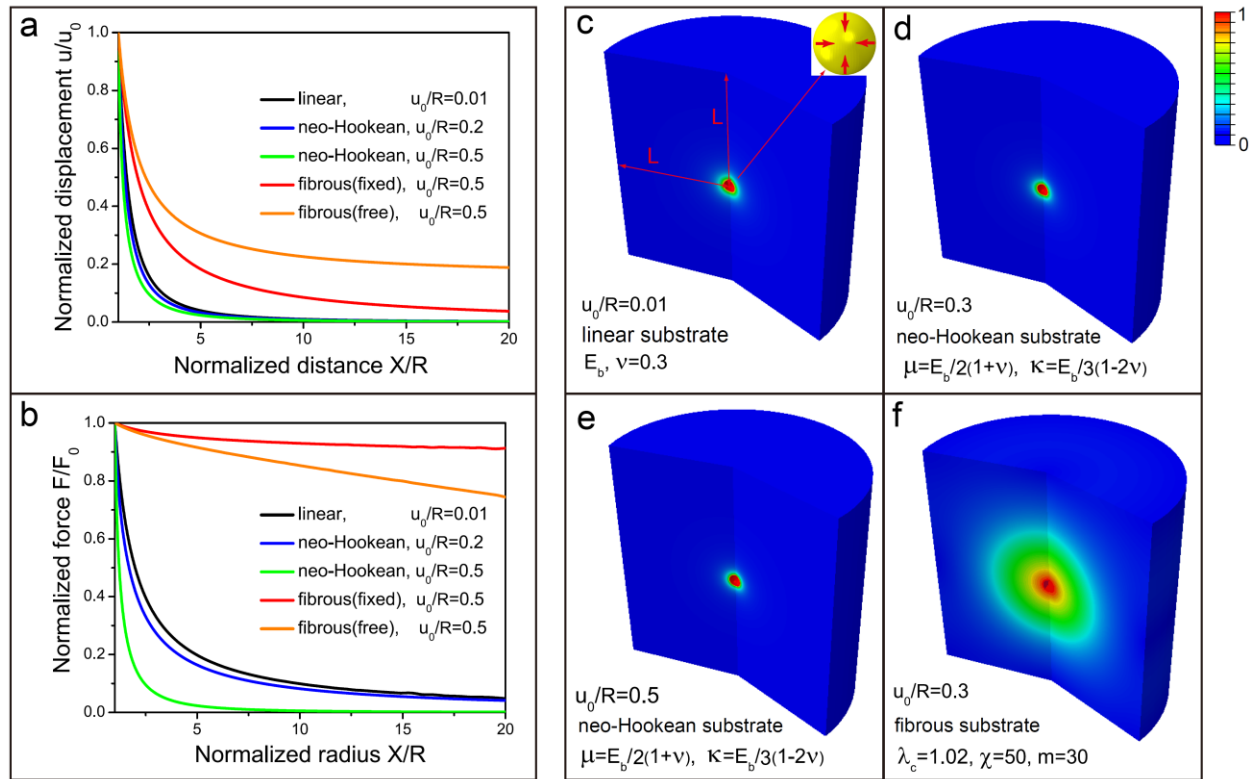 a
Normalized displacement u/u₀
1.0
0.8
0.6
0.4
0.2
0.0
linear, u₀/R=0.01
neo-Hookean, u₀/R=0.2
neo-Hookean, u₀/R=0.5
fibrous(fixed), u₀/R=0.5
fibrous(free), u₀/R=0.5
5 10 15 20
Normalized distance X/R
b
Normalized force F/F₀
1.0
0.8
0.6
0.4
0.2
0.0
linear, u₀/R=0.01
neo-Hookean, u₀/R=0.2
neo-Hookean, u₀/R=0.5
fibrous(fixed), u₀/R=0.5
fibrous(free), u₀/R=0.5
5 10 15 20
Normalized radius X/R
c
L
L
u₀/R=0.01
linear substrate
E_b, ν=0.3
d
u₀/R=0.3
neo-Hookean substrate
μ=E_b/2(1+ν), κ=E_b/3(1-2ν)
1
0
e
u₀/R=0.5
neo-Hookean substrate
μ=E_b/2(1+ν), κ=E_b/3(1-2ν)
f
u₀/R=0.3
fibrous substrate
λ_c=1.02, χ=50, m=30